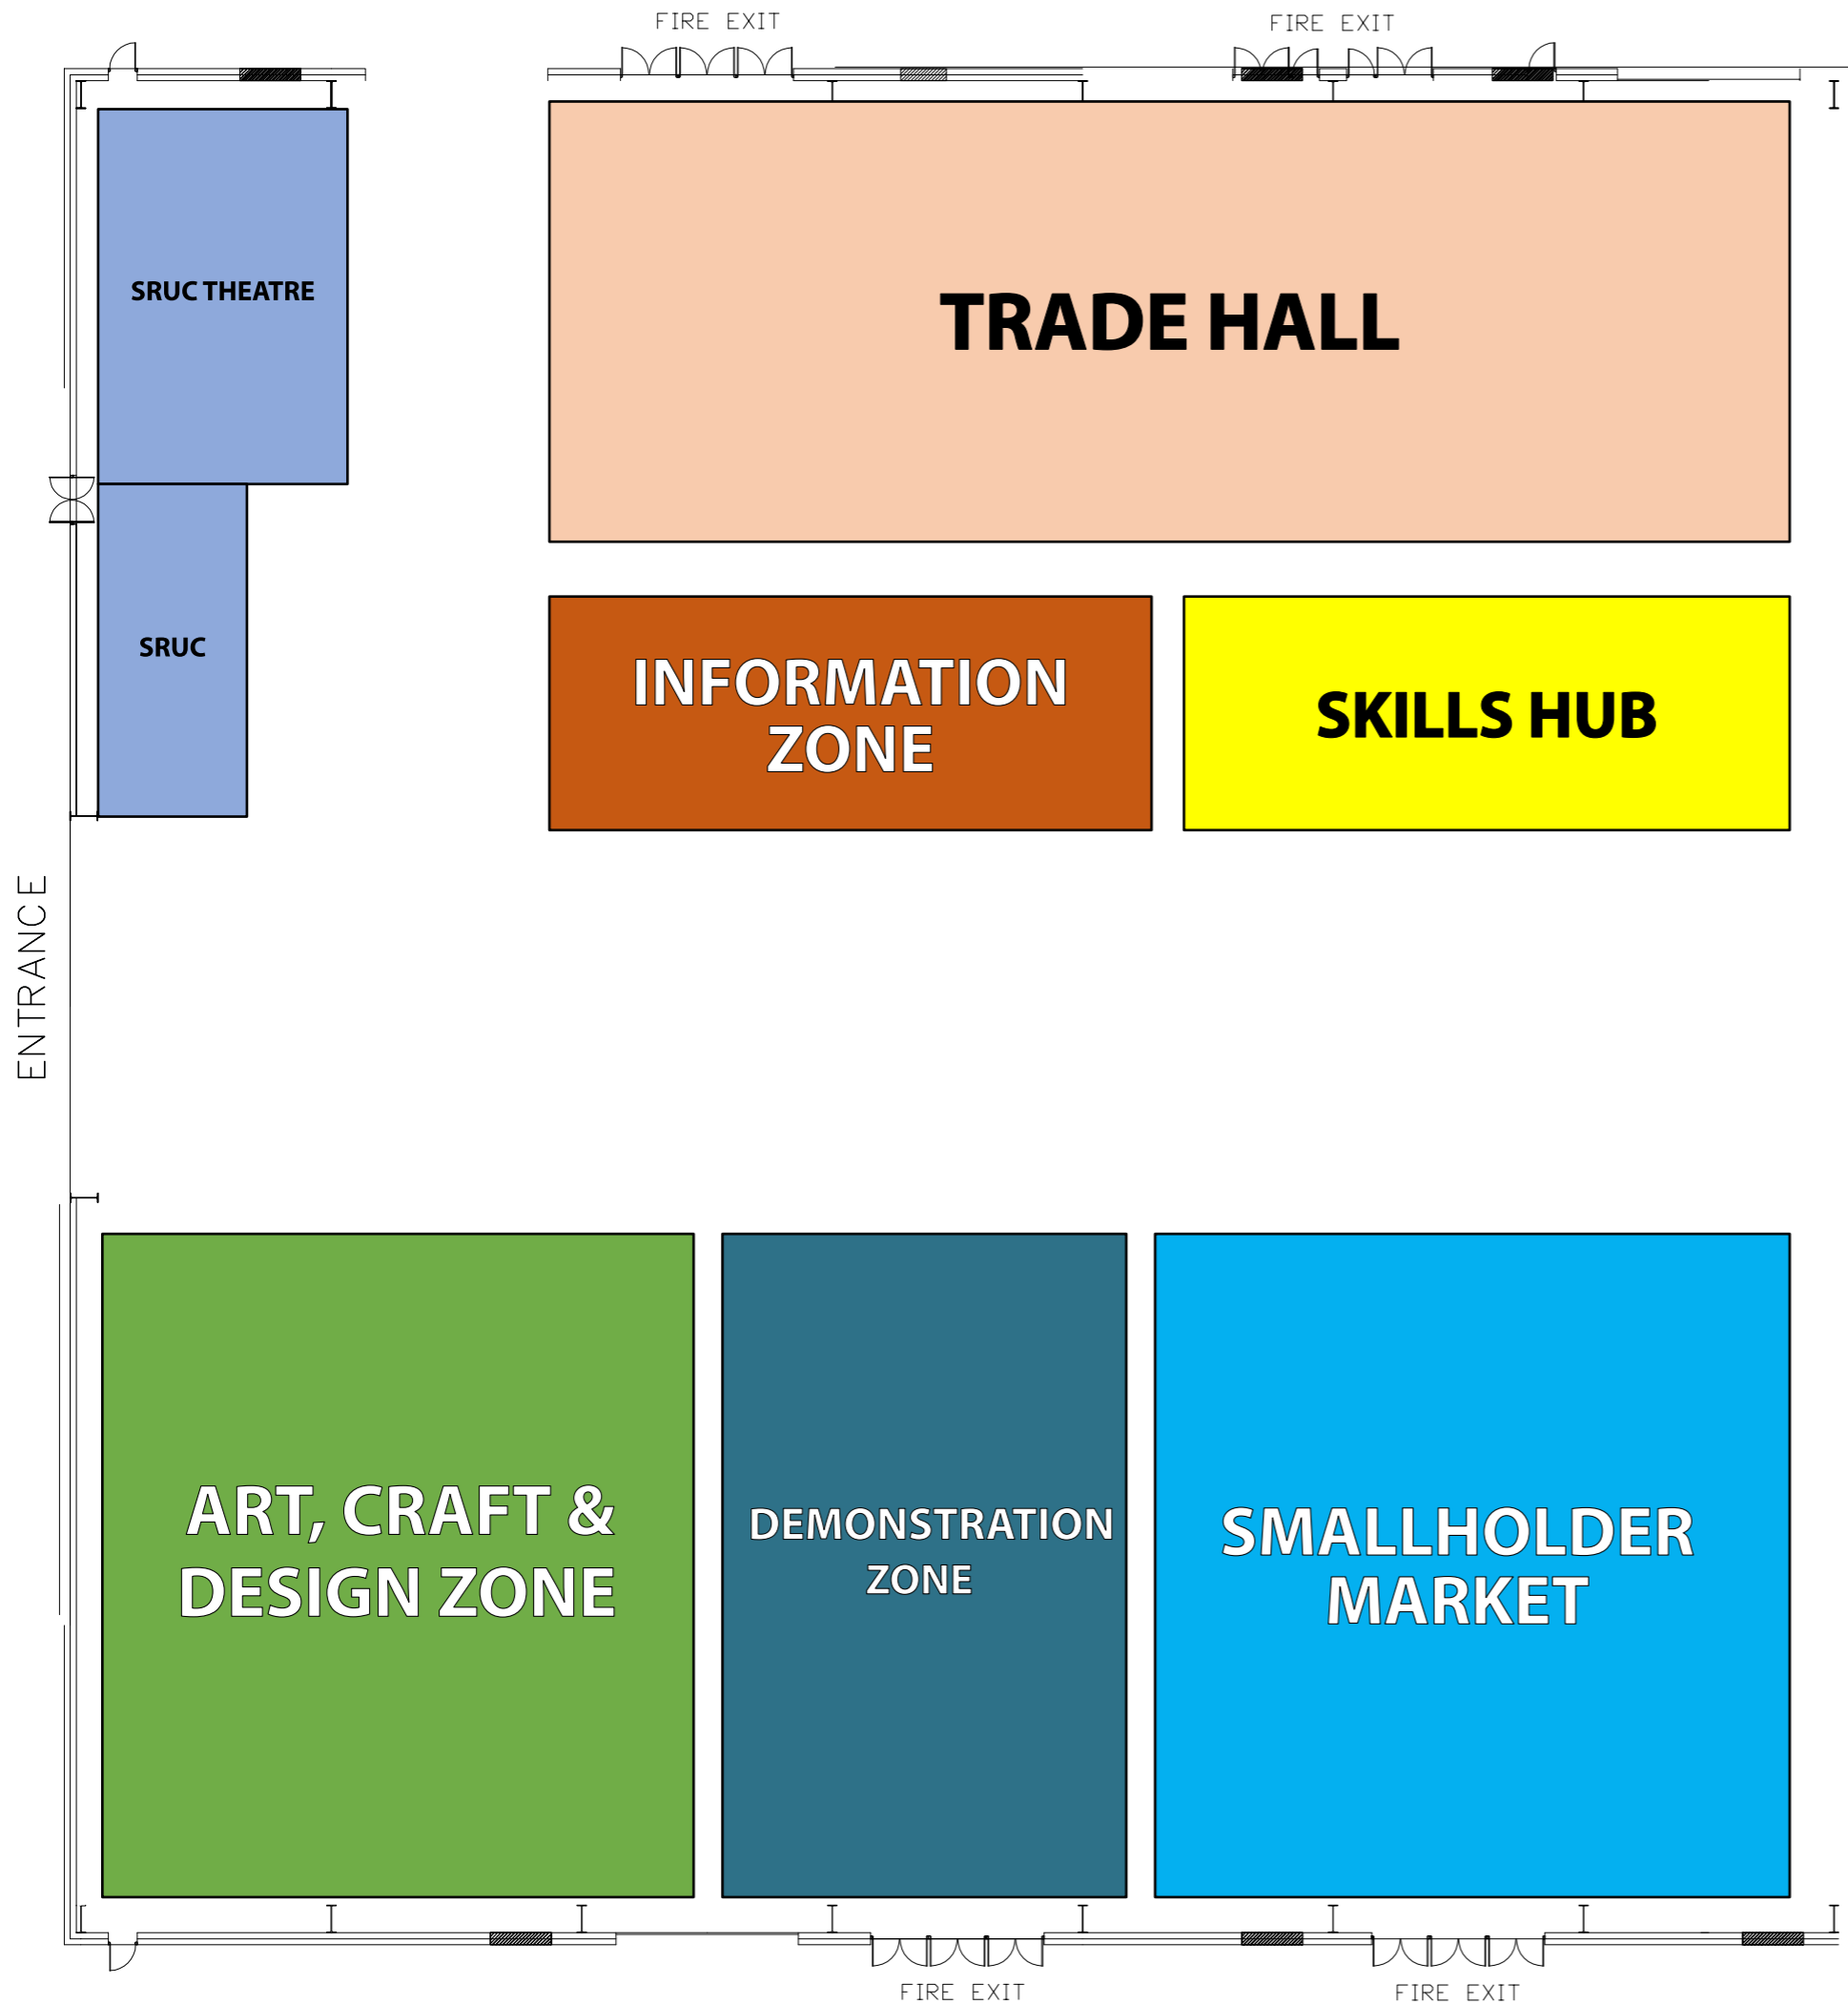 FIRE EXIT
FIRE EXIT
SRUC THEATRE
TRADE HALL
SRUC
INFORMATION
ZONE
SKILLS HUB
ENTRANCE
ART, CRAFT &
DESIGN ZONE
DEMONSTRATION
ZONE
SMALLHOLDER
MARKET
FIRE EXIT
FIRE EXIT